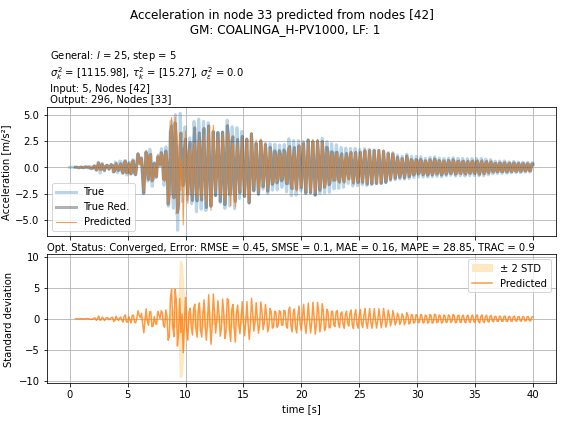 Acceleration in node 33 predicted from nodes [42]
GM: COALINGA_H-PV1000, LF: 1
General: l = 25, step = 5
σ²ₖ = [1115.98], τ²ₖ = [15.27], σ²ₑ = 0.0
Input: 5, Nodes [42]
Output: 296, Nodes [33]
Acceleration [m/s²]
5.0
2.5
0.0
−2.5
−5.0
True
True Red.
Predicted
Opt. Status: Converged, Error: RMSE = 0.45, SMSE = 0.1, MAE = 0.16, MAPE = 28.85, TRAC = 0.9
Standard deviation
10
5
0
−5
−10
± 2 STD
Predicted
0 5 10 15 20 25 30 35 40
time [s]